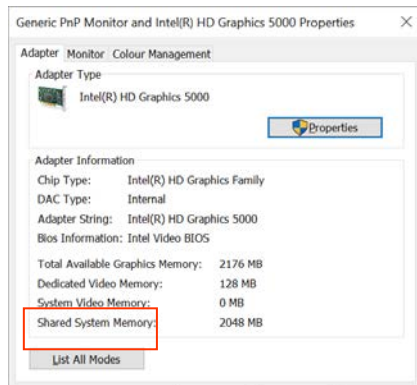 Generic PnP Monitor and Intel(R) HD Graphics 5000 Properties
Adapter Monitor Colour Management
Adapter Type
Intel(R) HD Graphics 5000
Properties
Adapter Information
Chip Type: Intel(R) HD Graphics Family
DAC Type: Internal
Adapter String: Intel(R) HD Graphics 5000
Bios Information: Intel Video BIOS
Total Available Graphics Memory: 2176 MB
Dedicated Video Memory: 128 MB
System Video Memory: 0 MB
Shared System Memory: 2048 MB
List All Modes